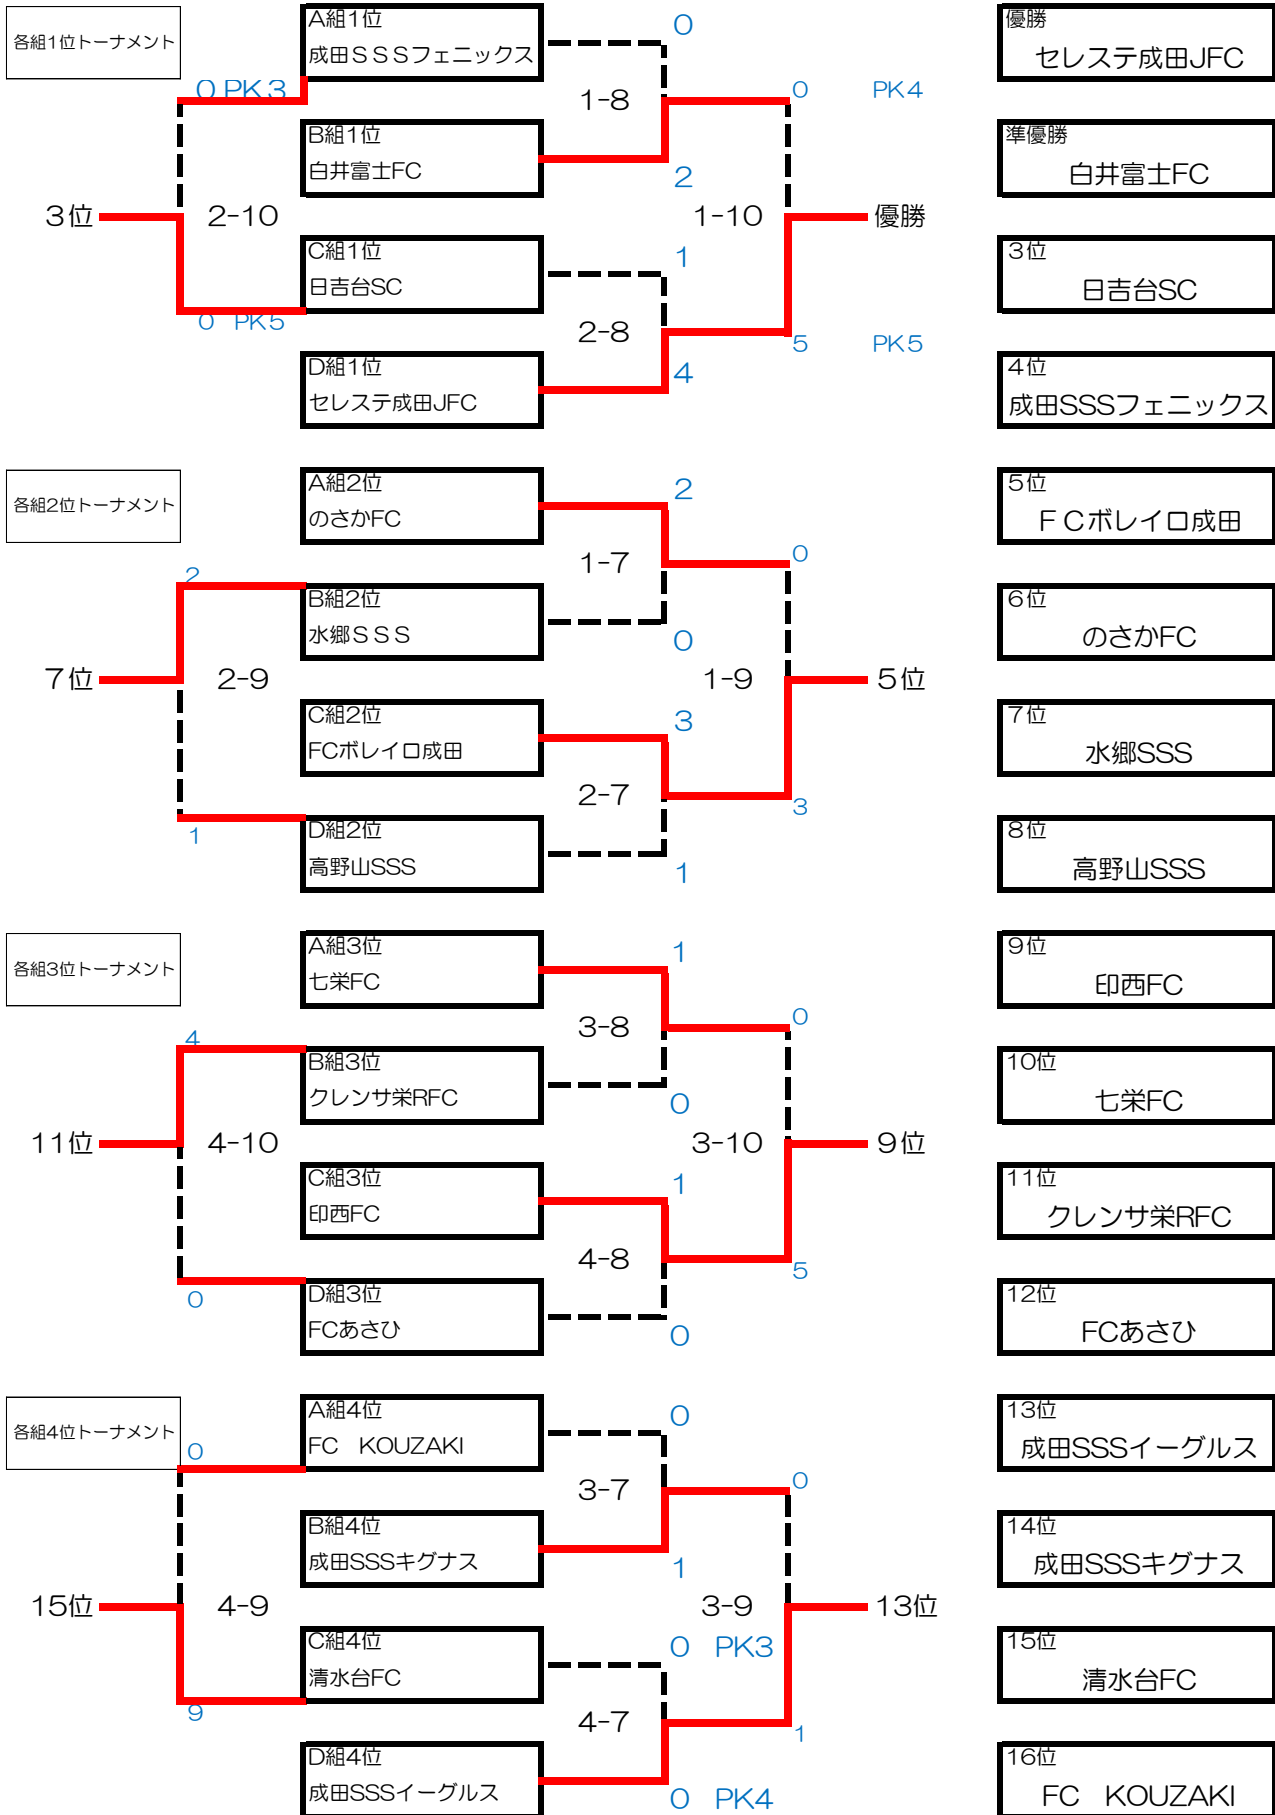 各組1位トーナメント
A組1位
成田ＳＳＳフェニックス
0
優勝
セレステ成田JFC
0 PK3
1-8
0 PK4
B組1位
白井富士FC
2
準優勝
白井富士FC
3位
2-10
1-10
優勝
C組1位
日吉台SC
1
3位
日吉台SC
0 PK5
2-8
5 PK5
D組1位
セレステ成田JFC
4
4位
成田SSSフェニックス
各組2位トーナメント
A組2位
のさかFC
2
5位
ＦＣボレイロ成田
1-7
0
2
B組2位
水郷ＳＳＳ
0
6位
のさかFC
7位
2-9
1-9
5位
C組2位
FCボレイロ成田
3
7位
水郷SSS
2-7
3
1
D組2位
高野山SSS
1
8位
高野山SSS
各組3位トーナメント
A組3位
七栄FC
1
9位
印西FC
3-8
0
4
B組3位
クレンサ栄RFC
0
10位
七栄FC
11位
4-10
3-10
9位
C組3位
印西FC
1
11位
クレンサ栄RFC
4-8
5
0
D組3位
FCあさひ
0
12位
FCあさひ
各組4位トーナメント
A組4位
FC　KOUZAKI
0
13位
成田SSSイーグルス
0
3-7
0
B組4位
成田SSSキグナス
1
14位
成田SSSキグナス
15位
4-9
3-9
13位
C組4位
清水台FC
0 PK3
15位
清水台FC
9
4-7
1
D組4位
成田SSSイーグルス
0 PK4
16位
FC　KOUZAKI